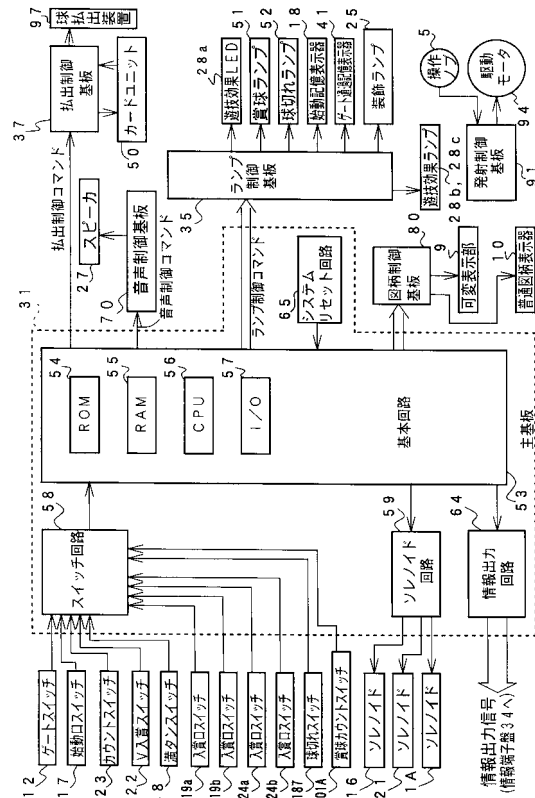 31
スイッチ回路
58
ROM
54
RAM
55
CPU
56
I/O
57
基本回路
53
主基板
ソレノイド
回路
59
情報出力
回路
64
システム
リセット回路
65
12
ゲートスイッチ
17
始動口スイッチ
23
カウントスイッチ
22
V入賞スイッチ
満タンスイッチ
19a
入賞口スイッチ
19b
入賞口スイッチ
24a
入賞口スイッチ
24b
入賞口スイッチ
187
球切れスイッチ
01A
賞球カウントスイッチ
16
ソレノイド
21
ソレノイド
1A
ソレノイド
情報出力信号
(情報端子盤34へ)
払出制御コマンド
37
払出制御
基板
97
球払出装置
カードユニット
50
27
スピーカ
70
音声制御基板
音声制御コマンド
ランプ制御コマンド
35
ランプ
制御
基板
遊技効果LED
28a
賞球ランプ
51
球切れランプ
52
始動記憶表示器
18
ゲート通過記憶表示器
41
装飾ランプ
25
遊技効果ランプ
28b, 28c
図柄制御
基板
80
可変表示部
9
普通図柄表示器
10
操作
ノブ
5
発射制御
基板
91
駆動
モータ
94